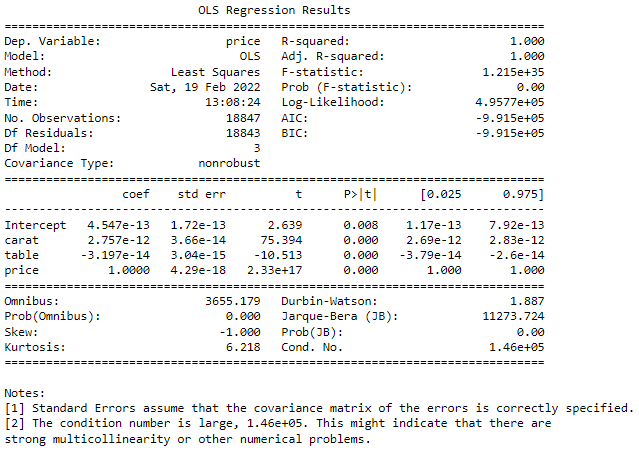 OLS Regression Results
==============================================================================
Dep. Variable:                  price   R-squared:                       1.000
Model:                            OLS   Adj. R-squared:                  1.000
Method:                 Least Squares   F-statistic:                 1.215e+35
Date:                Sat, 19 Feb 2022   Prob (F-statistic):               0.00
Time:                        13:08:24   Log-Likelihood:             4.9577e+05
No. Observations:               18847   AIC:                        -9.915e+05
Df Residuals:                   18843   BIC:                        -9.915e+05
Df Model:                           3
Covariance Type:            nonrobust
==============================================================================
                 coef    std err          t      P>|t|      [0.025      0.975]
------------------------------------------------------------------------------
Intercept   4.547e-13   1.72e-13      2.639      0.008    1.17e-13    7.92e-13
carat       2.757e-12   3.66e-14     75.394      0.000    2.69e-12    2.83e-12
table      -3.197e-14   3.04e-15    -10.513      0.000   -3.79e-14    -2.6e-14
price          1.0000   4.29e-18   2.33e+17      0.000       1.000       1.000
==============================================================================
Omnibus:                     3655.179   Durbin-Watson:                   1.887
Prob(Omnibus):                  0.000   Jarque-Bera (JB):            11273.724
Skew:                          -1.000   Prob(JB):                         0.00
Kurtosis:                       6.218   Cond. No.                     1.46e+05
==============================================================================

Notes:
[1] Standard Errors assume that the covariance matrix of the errors is correctly specified.
[2] The condition number is large, 1.46e+05. This might indicate that there are
strong multicollinearity or other numerical problems.